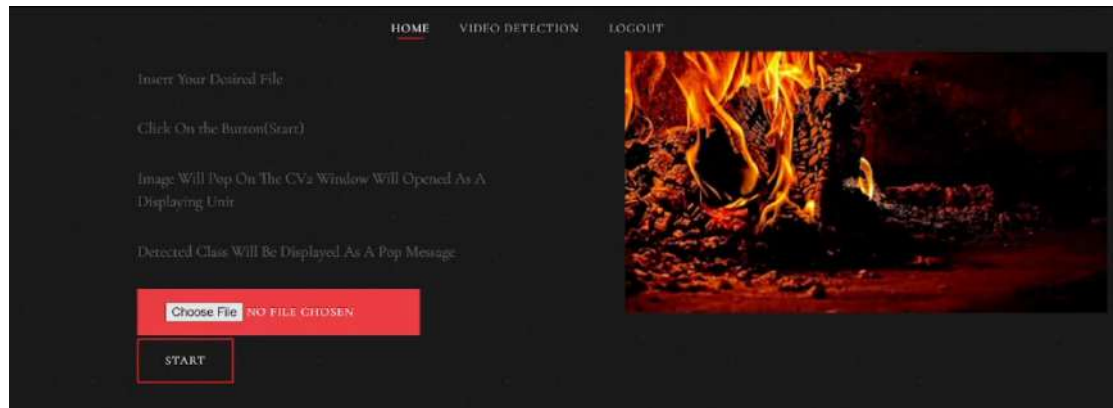 HOME VIDEO DETECTION LOGOUT
Insert Your Desired File
Click On the Button(Start)
Image Will Pop On The CV2 Window Will Opened As A
Displaying Unit
Detected Class Will Be Displayed As A Pop Message
Choose File NO FILE CHOSEN
START